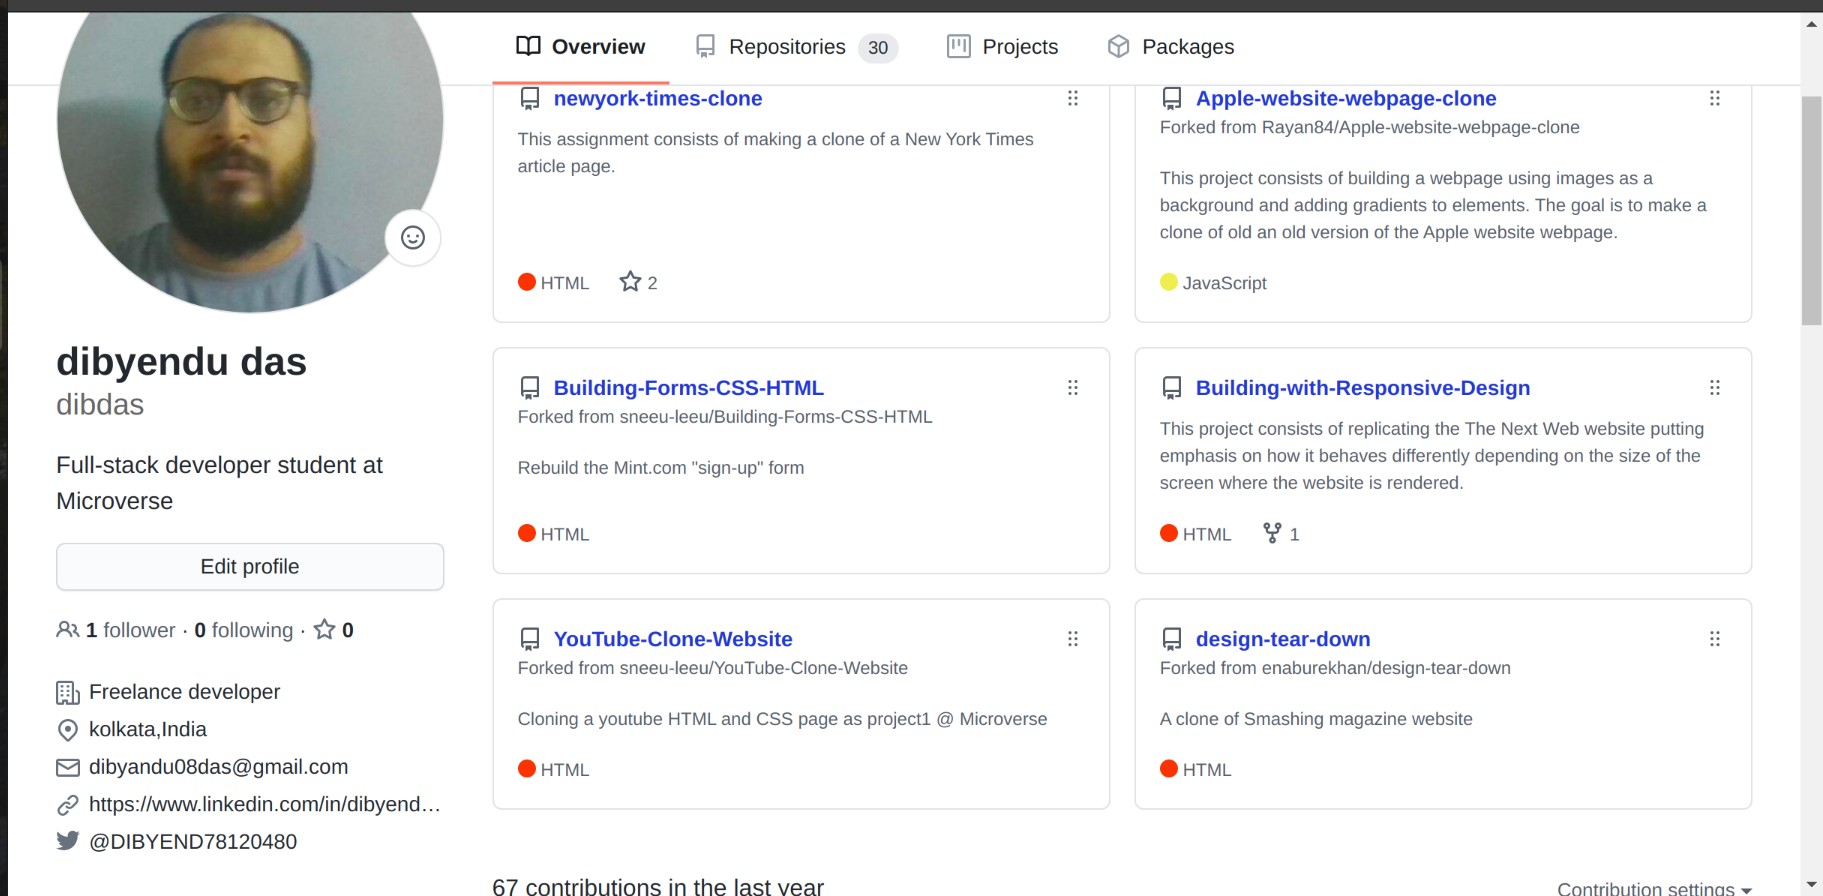 Overview
Repositories 30
Projects
Packages
dibyendu das
dibdas
Full-stack developer student at
Microverse
Edit profile
1 follower · 0 following · 0
Freelance developer
kolkata,India
dibyandu08das@gmail.com
https://www.linkedin.com/in/dibyend...
@DIBYEND78120480
newyork-times-clone
This assignment consists of making a clone of a New York Times
article page.
HTML 2
Apple-website-webpage-clone
Forked from Rayan84/Apple-website-webpage-clone
This project consists of building a webpage using images as a
background and adding gradients to elements. The goal is to make a
clone of old an old version of the Apple website webpage.
JavaScript
Building-Forms-CSS-HTML
Forked from sneeu-leeu/Building-Forms-CSS-HTML
Rebuild the Mint.com "sign-up" form
HTML
Building-with-Responsive-Design
This project consists of replicating the The Next Web website putting
emphasis on how it behaves differently depending on the size of the
screen where the website is rendered.
HTML 1
YouTube-Clone-Website
Forked from sneeu-leeu/YouTube-Clone-Website
Cloning a youtube HTML and CSS page as project1 @ Microverse
HTML
design-tear-down
Forked from enaburekhan/design-tear-down
A clone of Smashing magazine website
HTML
67 contributions in the last year
Contribution settings